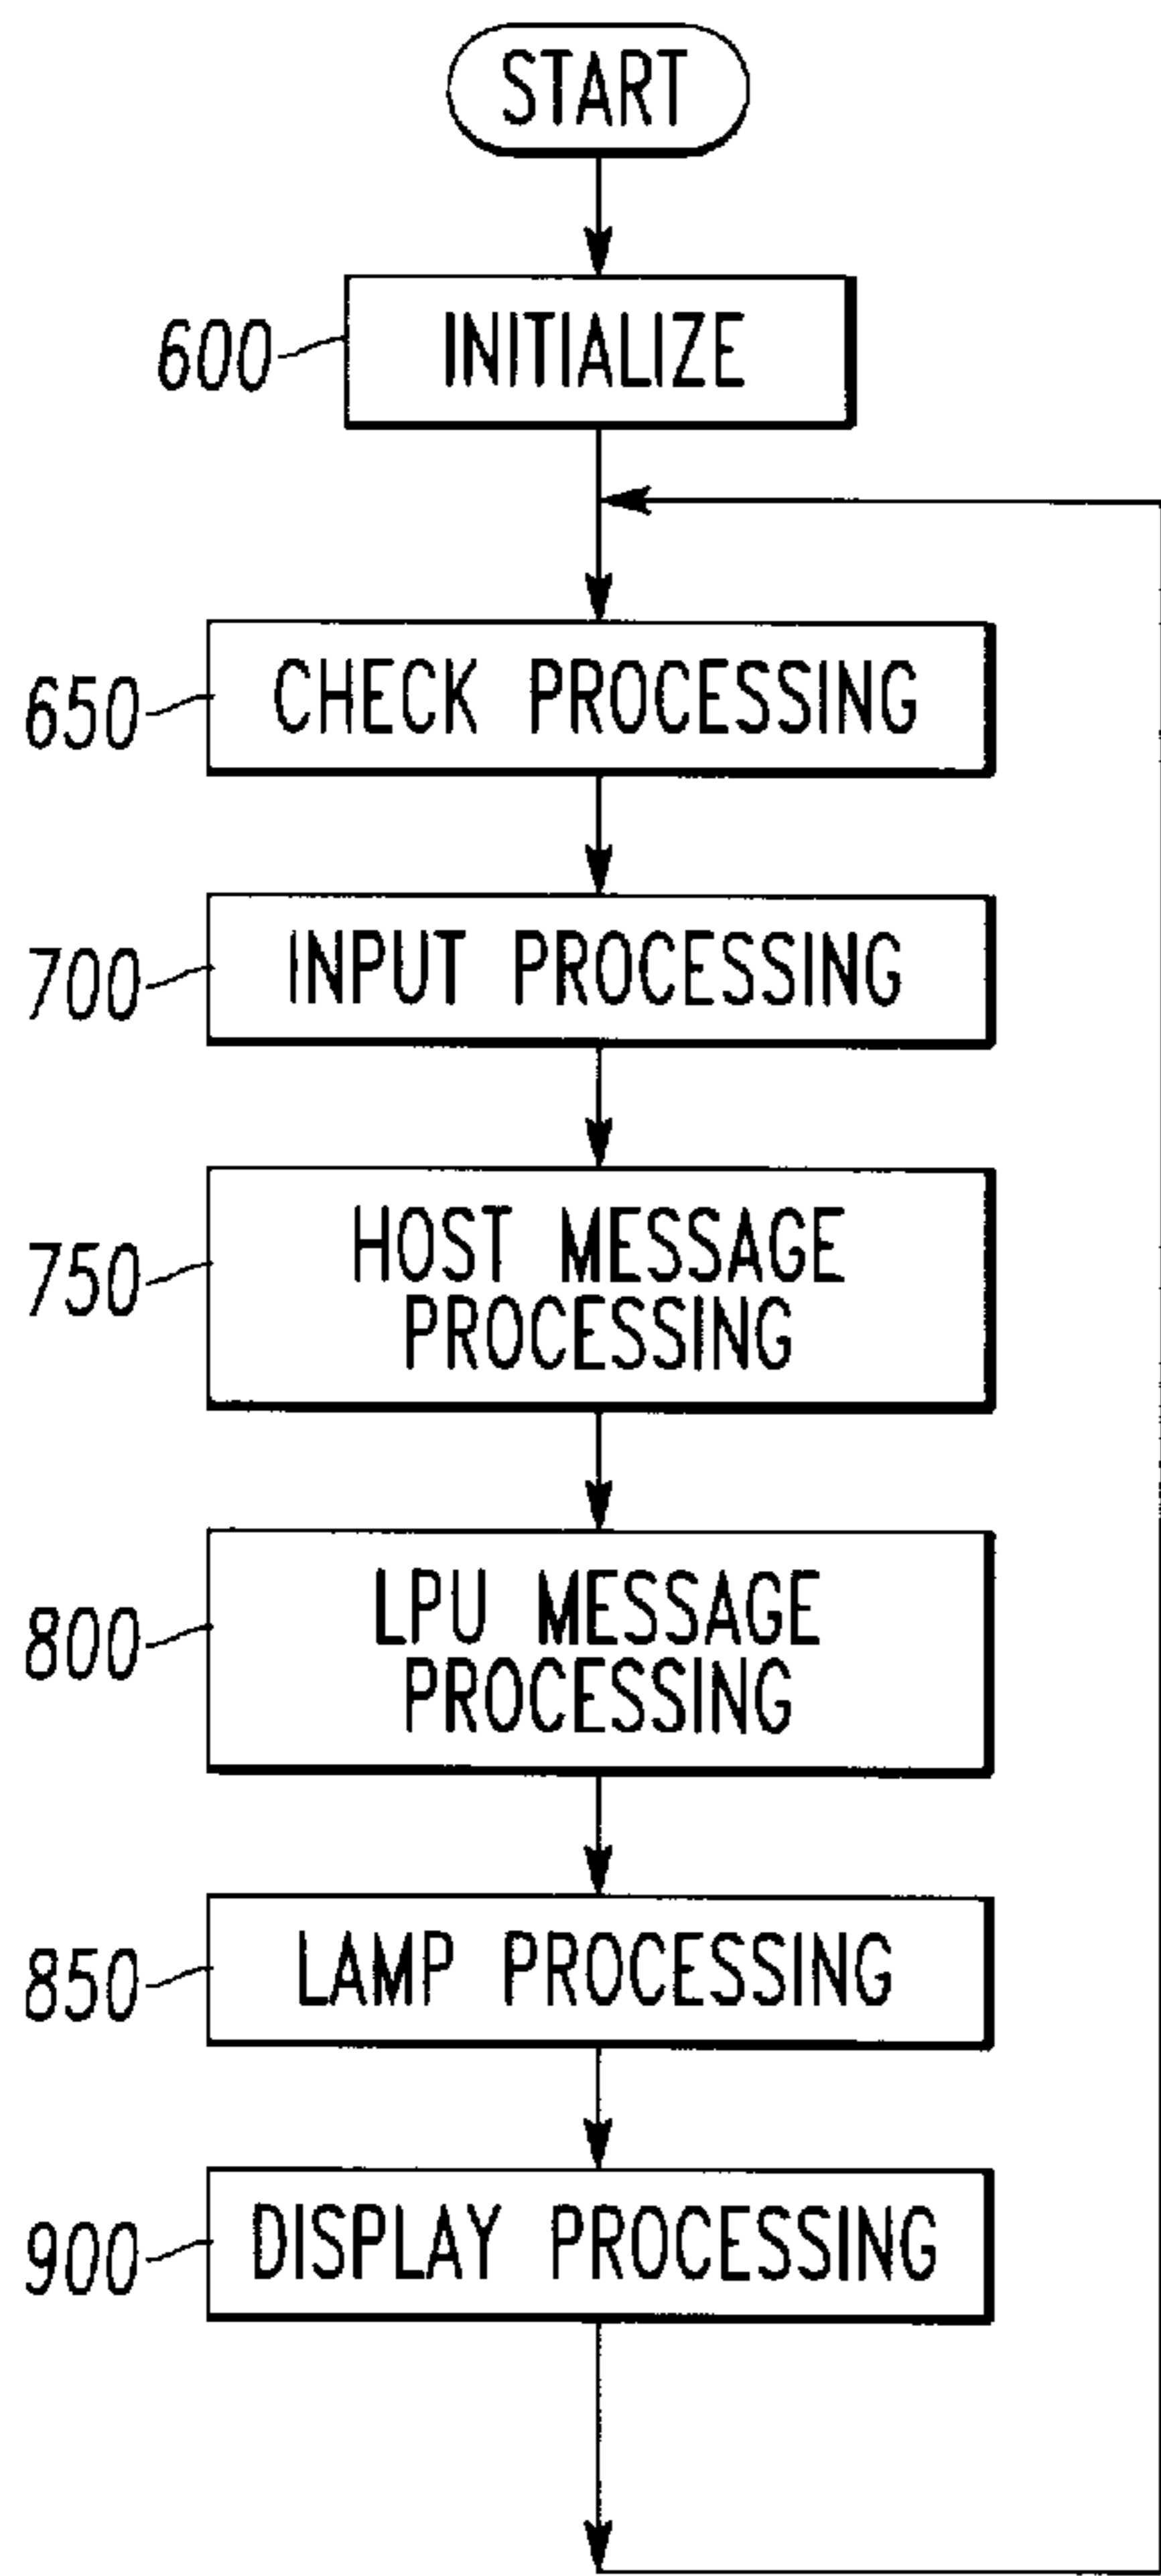 START
600
INITIALIZE
650
CHECK PROCESSING
700
INPUT PROCESSING
750
HOST MESSAGE
PROCESSING
800
LPU MESSAGE
PROCESSING
850
LAMP PROCESSING
900
DISPLAY PROCESSING